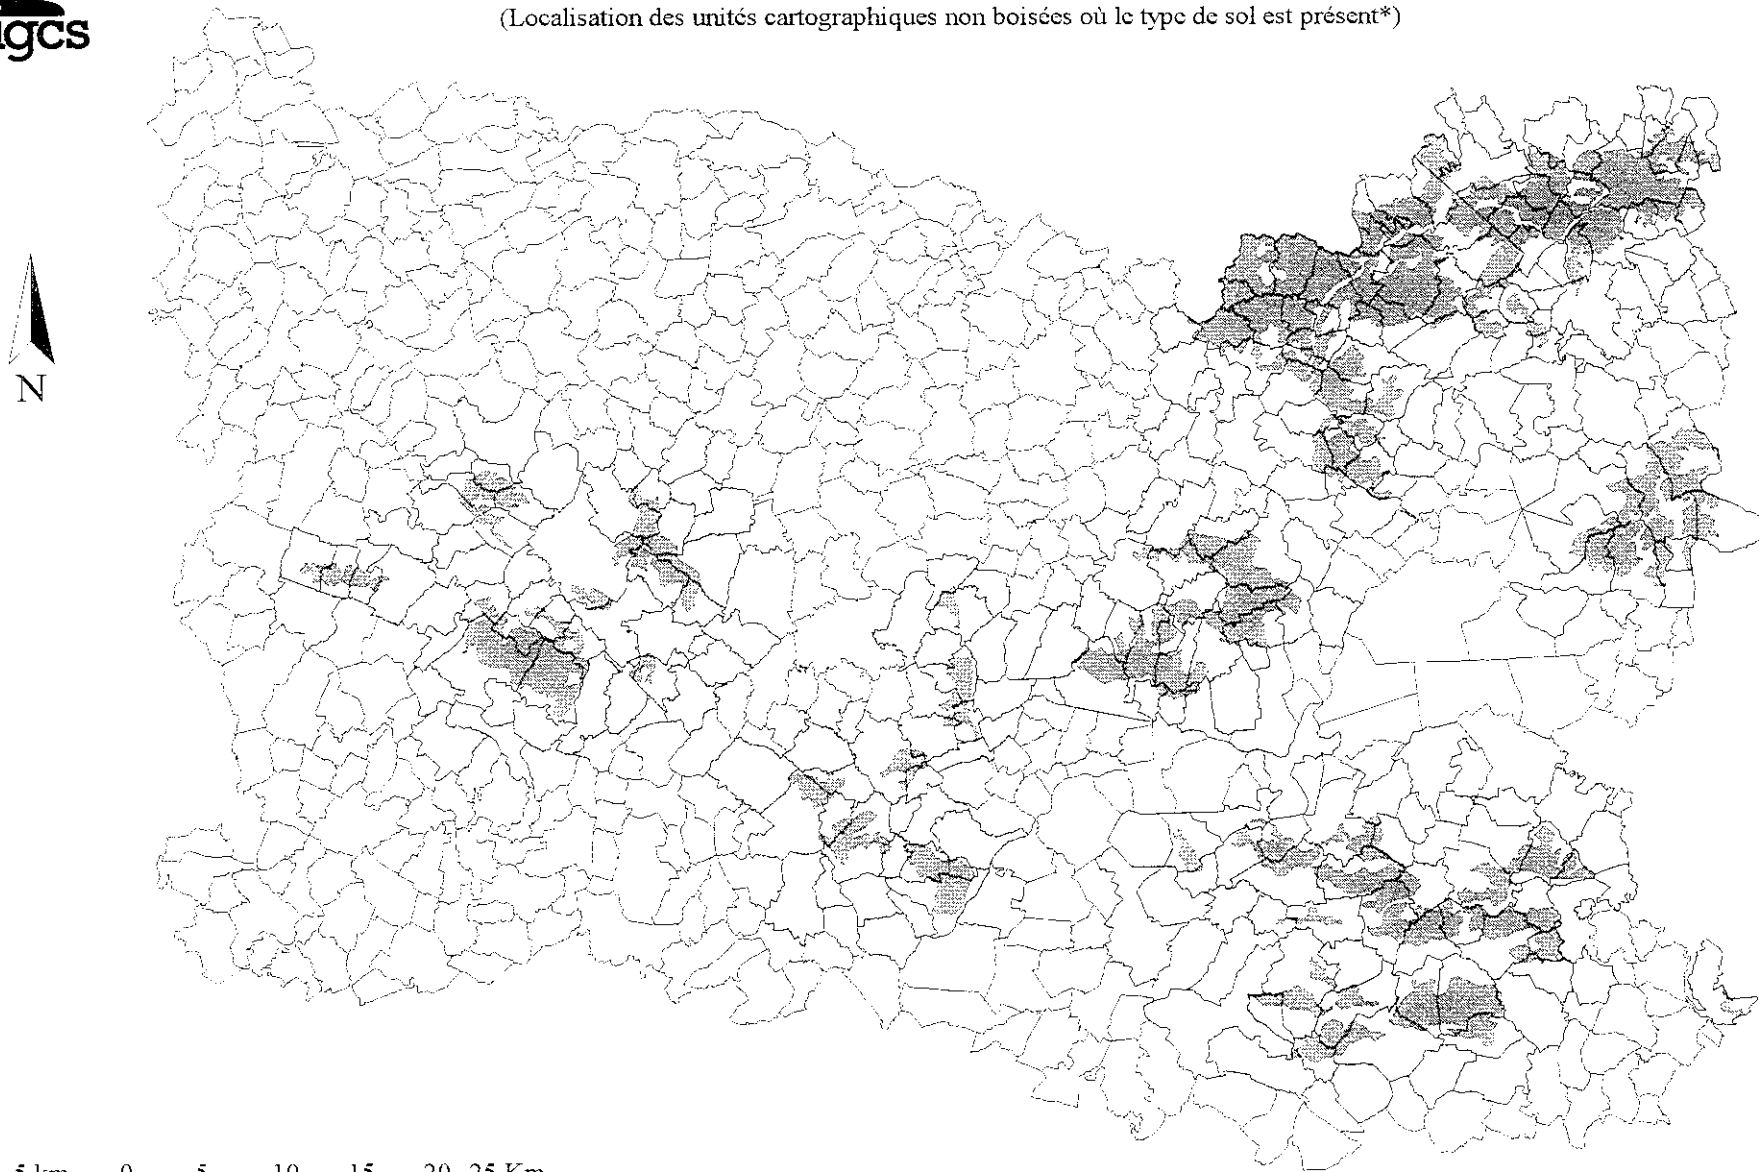 igcs
(Localisation des unités cartographiques non boisées où le type de sol est présent*)
N
5 km 0 5 10 15 20 25 Km